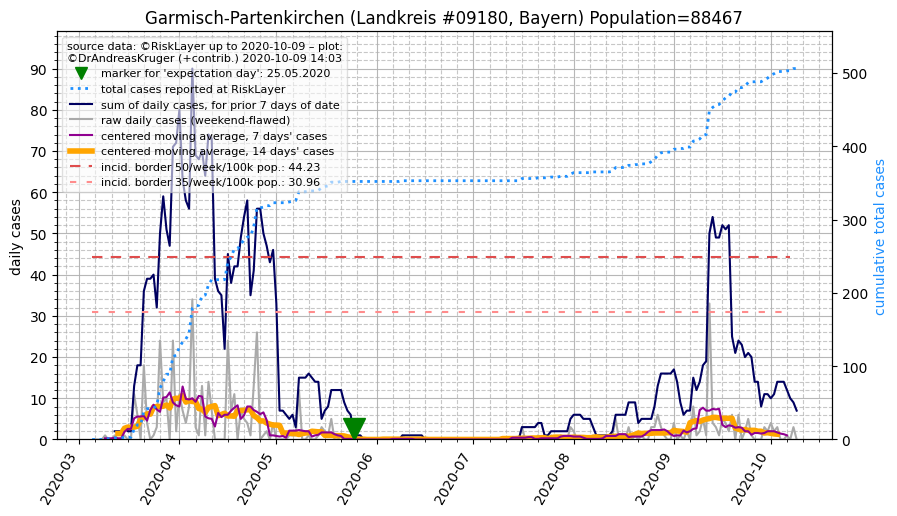 Garmisch-Partenkirchen (Landkreis #09180, Bayern) Population=88467
source data: ©RiskLayer up to 2020-10-09 – plot:
©DrAndreasKruger (+contrib.) 2020-10-09 14:03
marker for 'expectation day': 25.05.2020
total cases reported at RiskLayer
sum of daily cases, for prior 7 days of date
raw daily cases (weekend-flawed)
centered moving average, 7 days' cases
centered moving average, 14 days' cases
incid. border 50/week/100k pop.: 44.23
incid. border 35/week/100k pop.: 30.96
daily cases
90
80
70
60
50
40
30
20
10
0
cumulative total cases
500
400
300
200
100
0
2020-03
2020-04
2020-05
2020-06
2020-07
2020-08
2020-09
2020-10